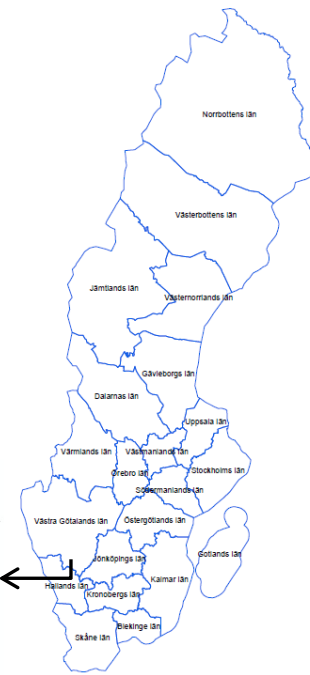 Norrbottens län
Västerbottens län
Jämtlands län
Västernorrlands län
Gävleborgs län
Dalarnas län
Uppsala län
Värmlands län
Västmanlands län
Örebro län
Stockholms län
Södermanlands län
Västra Götalands län
Östergötlands län
Gotlands län
Jönköpings län
Kalmar län
Hallands län
Kronobergs län
Blekinge län
Skåne län